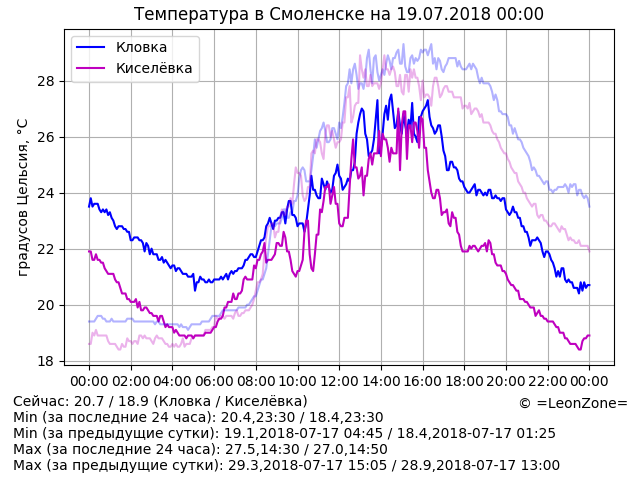 Температура в Смоленске на 19.07.2018 00:00
Кловка
Киселёвка
градусов Цельсия, °C
28
26
24
22
20
18
00:00 02:00 04:00 06:00 08:00 10:00 12:00 14:00 16:00 18:00 20:00 22:00 00:00
Сейчас: 20.7 / 18.9 (Кловка / Киселёвка)
© =LeonZone=
Min (за последние 24 часа): 20.4,23:30 / 18.4,23:30
Min (за предыдущие сутки): 19.1,2018-07-17 04:45 / 18.4,2018-07-17 01:25
Max (за последние 24 часа): 27.5,14:30 / 27.0,14:50
Max (за предыдущие сутки): 29.3,2018-07-17 15:05 / 28.9,2018-07-17 13:00